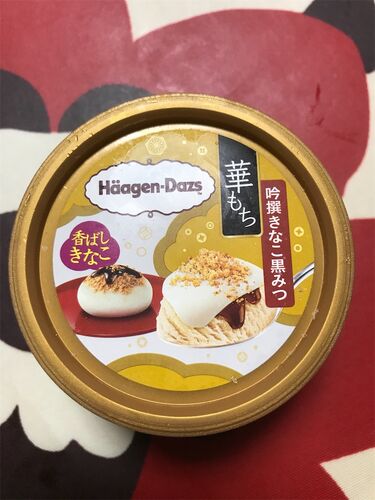 Häagen-Dazs
華もち
吟撰きなこ黒みつ
香ばし
きなこ